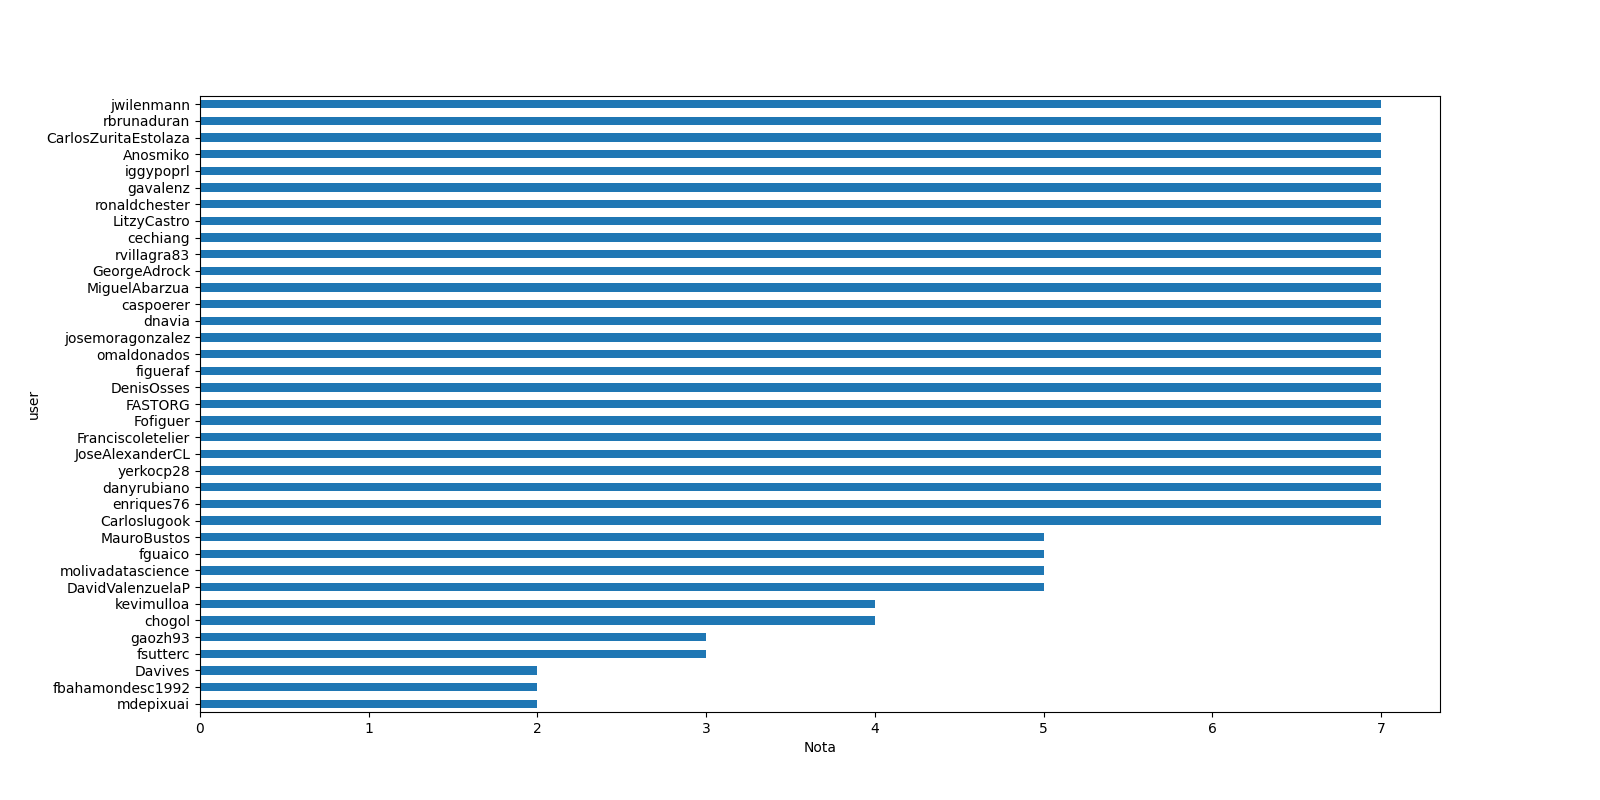 jwilenmann
rbrunaduran
CarlosZuritaEstolaza
Anosmiko
iggypoprl
gavalenz
ronaldchester
LitzyCastro
cechiang
rvillagra83
GeorgeAdrock
MiguelAbarzua
caspoerer
dnavia
josemoragonzalez
omaldonados
figueraf
DenisOsses
FASTORG
Fofiguer
Franciscoletelier
JoseAlexanderCL
yerkocp28
danyrubiano
enriques76
Carloslugook
MauroBustos
fguaico
molivadatascience
DavidValenzuelaP
kevimulloa
chogol
gaozh93
fsutterc
Davives
fbahamondesc1992
mdepixuai
user
0 1 2 3 4 5 6 7
Nota